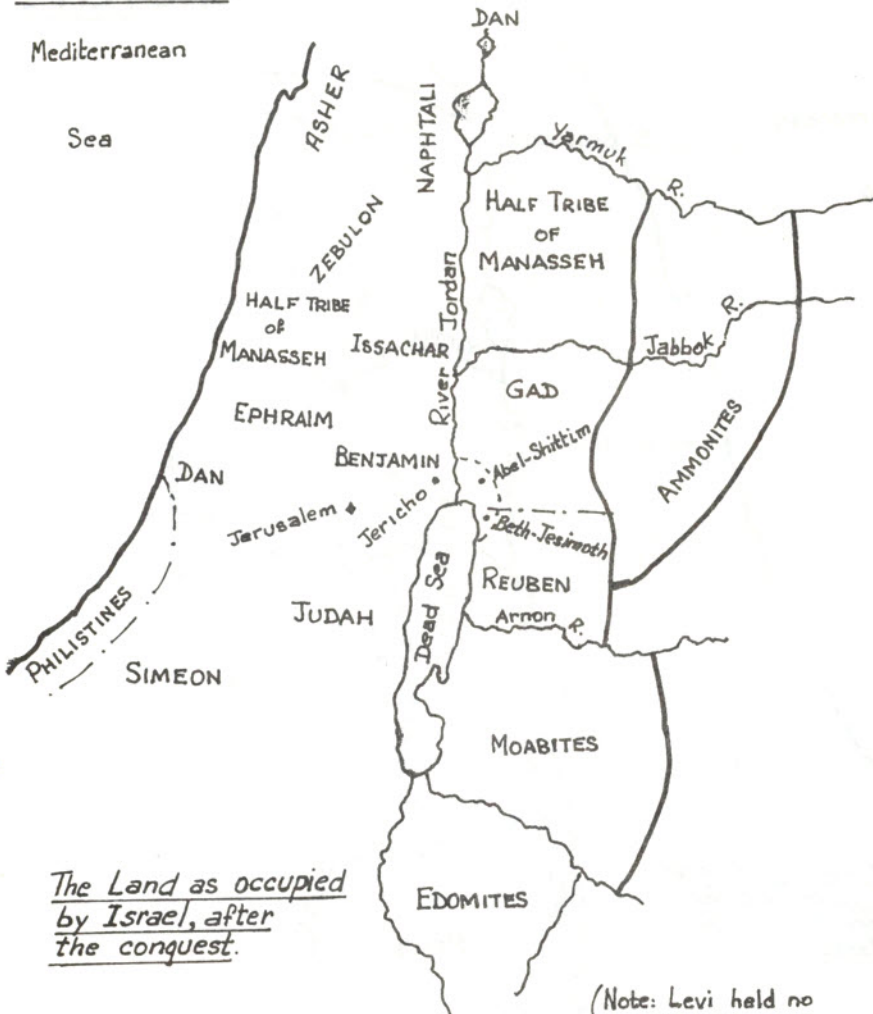 DAN
Mediterranean
Sea
ASHER
NAPHTALI
Yarmuk
R.
HALF TRIBE
OF
MANASSEH
ZEBULON
HALF TRIBE
of
MANASSEH
ISSACHAR
River Jordan
Jabbok
R.
GAD
EPHRAIM
BENJAMIN
Abel-Shittim
AMMONITES
DAN
Jerusalem
Jericho
Beth-Jesimoth
Dead Sea
REUBEN
Arnon
R.
PHILISTINES
JUDAH
SIMEON
MOABITES
EDOMITES
The Land as occupied
by Israel, after
the conquest.
(Note: Levi held no